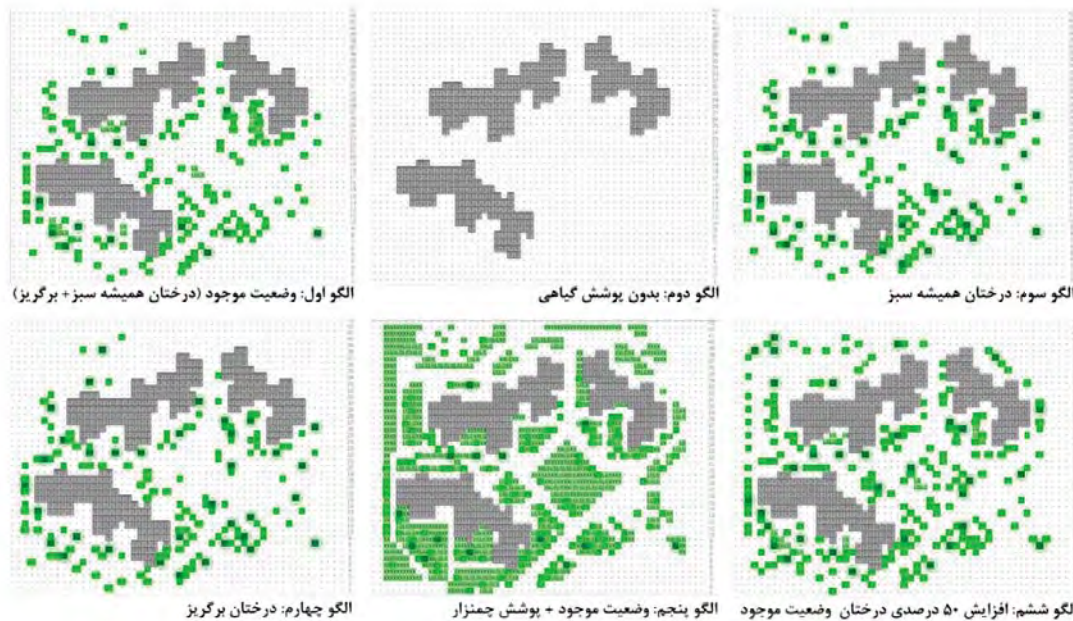 الگو اول: وضعیت موجود (درختان همیشه سبز+ برگریز)
الگو دوم: بدون پوشش گیاهی
الگو سوم: درختان همیشه سبز
الگو چهارم: درختان برگریز
الگو پنجم: وضعیت موجود + پوشش چمنزار
لگو ششم: افزایش ۵۰ درصدی درختان وضعیت موجود